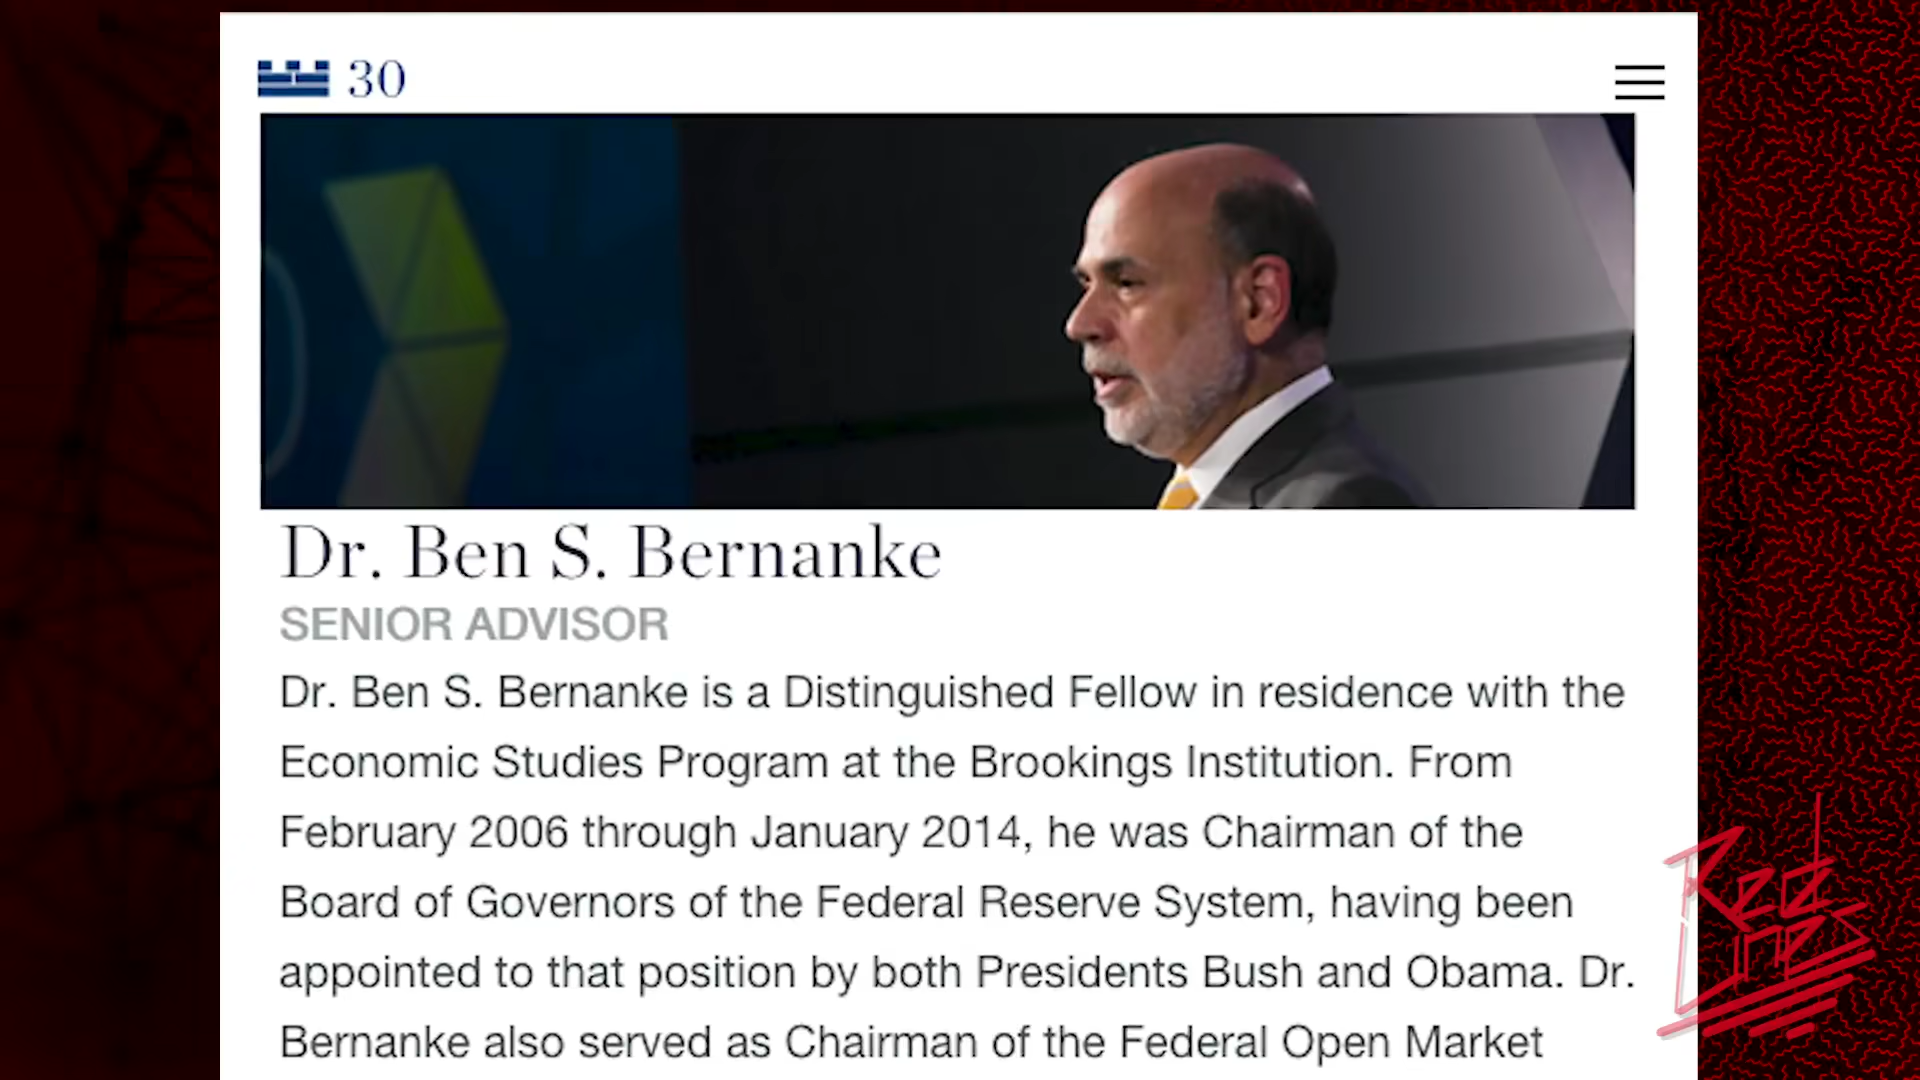 30
Dr. Ben S. Bernanke
SENIOR ADVISOR
Dr. Ben S. Bernanke is a Distinguished Fellow in residence with the
Economic Studies Program at the Brookings Institution. From
February 2006 through January 2014, he was Chairman of the
Board of Governors of the Federal Reserve System, having been
appointed to that position by both Presidents Bush and Obama. Dr.
Bernanke also served as Chairman of the Federal Open Market
Red
Lines